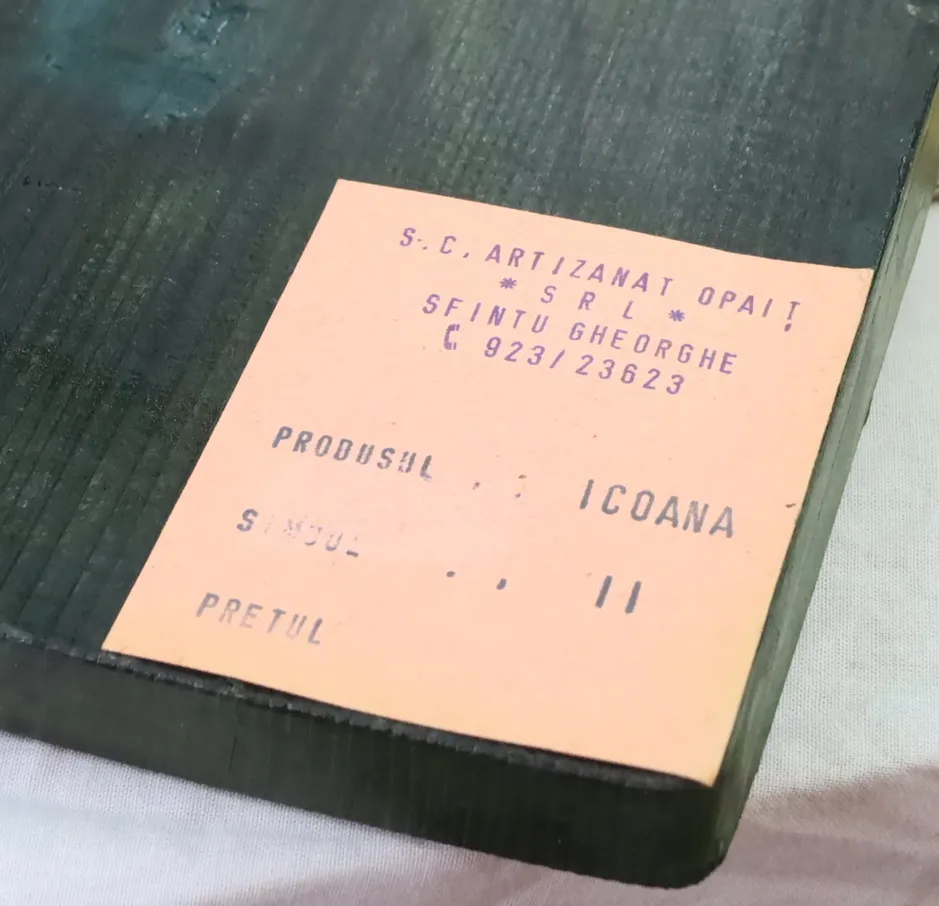 S.C. ARTIZANAT OPAIȚ
* S R L *
SFINTU GHEORGHE
923/23623
PRODUSUL . : ICOANA
. . II
PRETUL